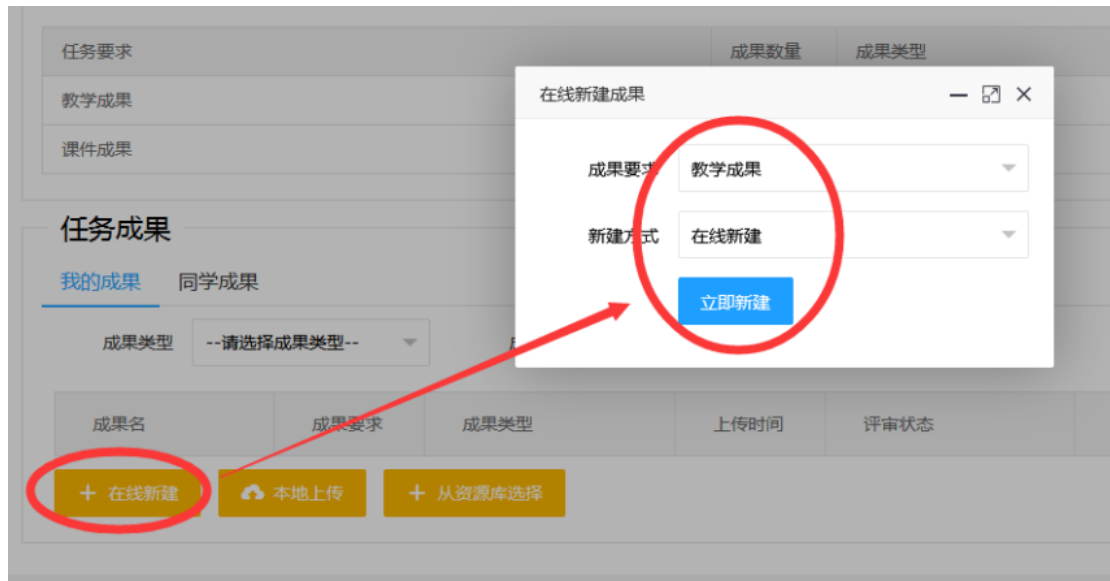 任务要求 成果数量 成果类型
教学成果
课件成果
在线新建成果
成果要求 教学成果
新建方式 在线新建
立即新建
任务成果
我的成果 同学成果
成果类型 --请选择成果类型--
成果名 成果要求 成果类型 上传时间 评审状态
+ 在线新建 本地上传 + 从资源库选择